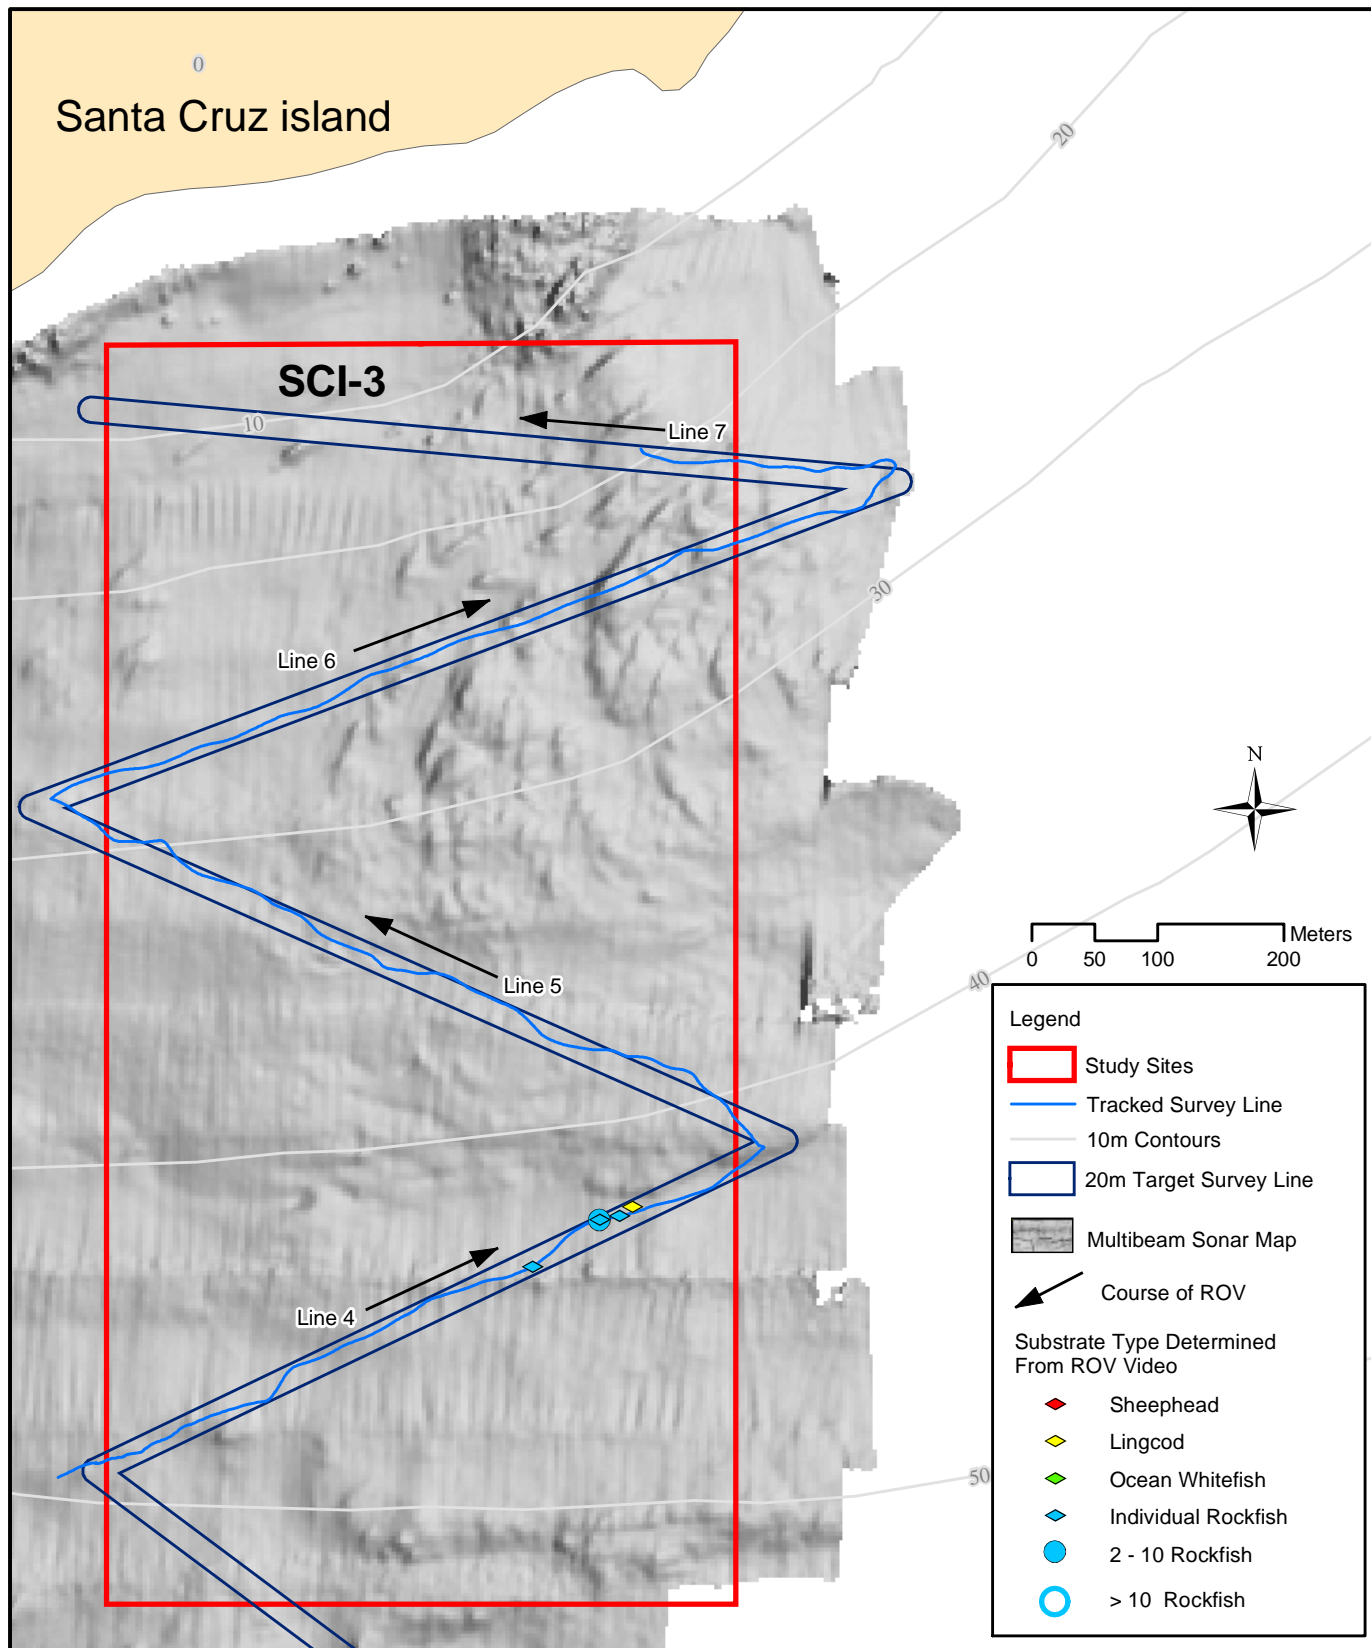 0
Santa Cruz island
20
SCI-3
10
Line 7
30
Line 6
N
Meters
0 50 100 200
Line 5
40
Legend
Study Sites
Tracked Survey Line
10m Contours
20m Target Survey Line
Multibeam Sonar Map
Course of ROV
Line 4
Substrate Type Determined
From ROV Video
Sheephead
Lingcod
50
Ocean Whitefish
Individual Rockfish
2 - 10 Rockfish
> 10 Rockfish